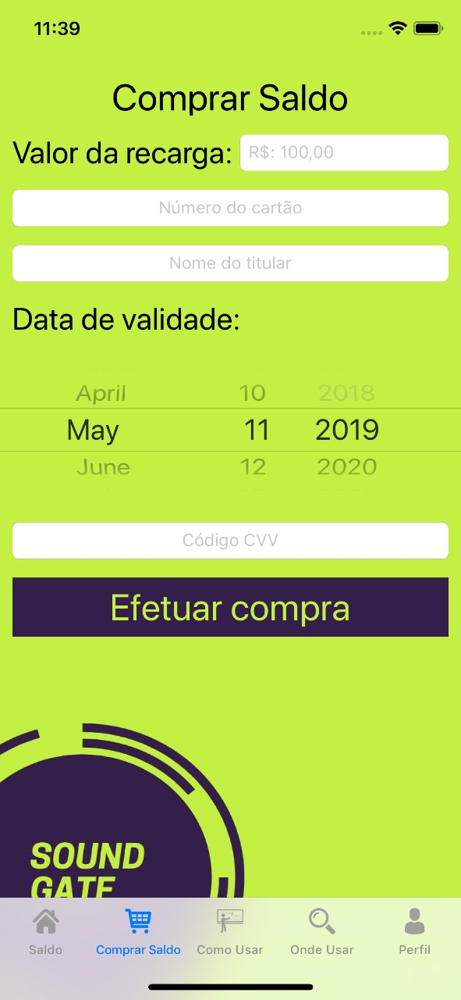 11:39
Comprar Saldo
Valor da recarga: R$: 100,00
Número do cartão
Nome do titular
Data de validade:
April 10 2018
May 11 2019
June 12 2020
Código CVV
Efetuar compra
SOUND
GATE
Saldo Comprar Saldo Como Usar Onde Usar Perfil